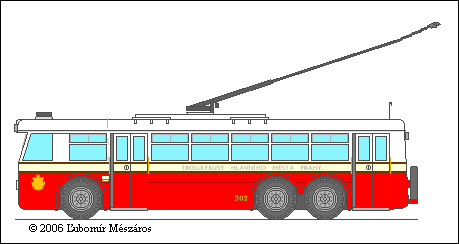 TROLLEYBUSY HLAVNÍHO MĚSTA PRAHY
302
© 2006 Ľubomír Mészáros